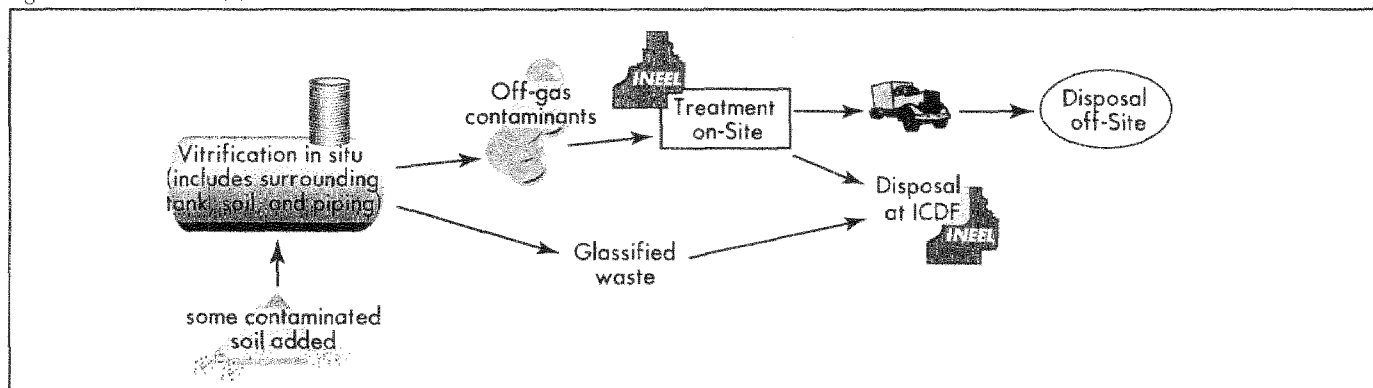 Off-gas
contaminants
INEEL
Treatment
on-Site
Disposal
off-Site
Vitrification in situ
(includes surrounding
tank, soil, and piping)
Disposal
at ICDF
INEEL
Glassified
waste
some contaminated
soil added